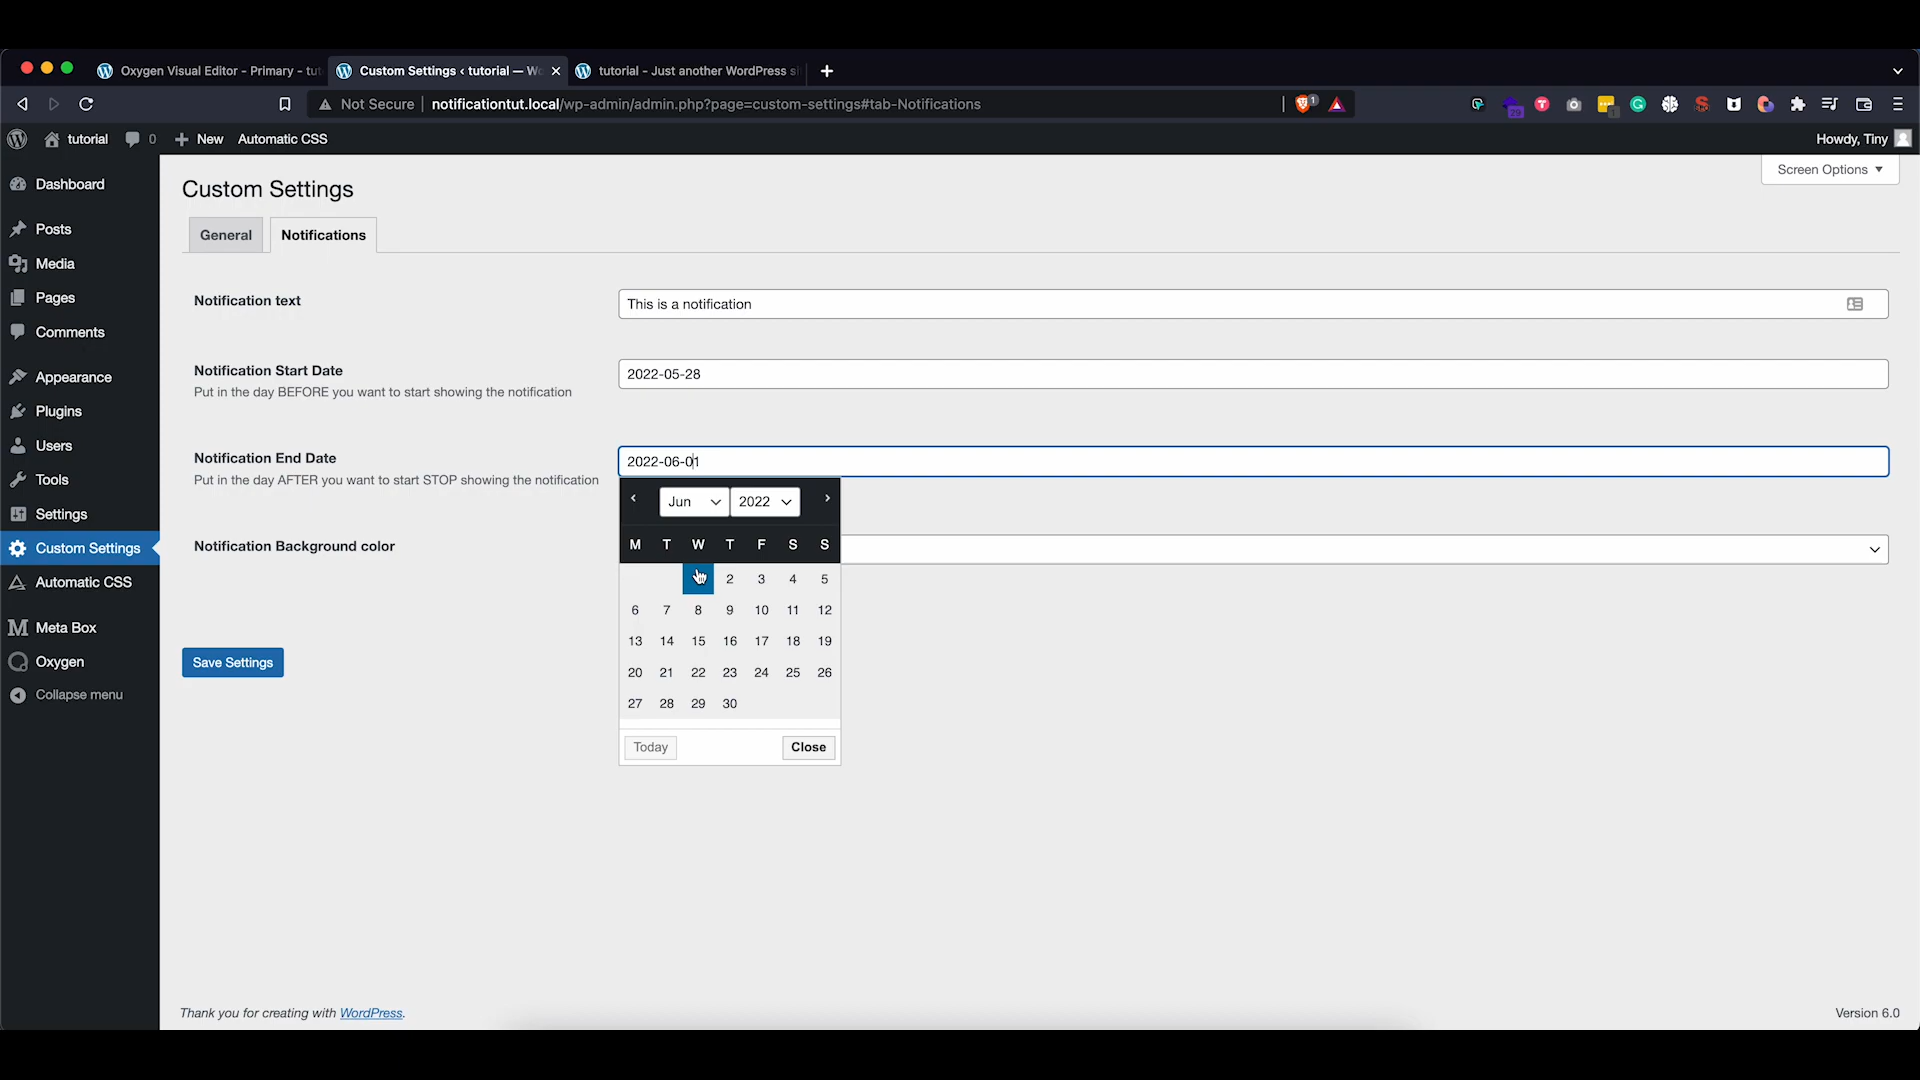 Oxygen Visual Editor - Primary - tut
Custom Settings ‹ tutorial — Wo
tutorial - Just another WordPress si
Not Secure
notificationtut.local/wp-admin/admin.php?page=custom-settings#tab-Notifications
1
29
1
tutorial
0
New
Automatic CSS
Howdy, Tiny
Dashboard
Posts
Media
Pages
Comments
Appearance
Plugins
Users
Tools
Settings
Custom Settings
Automatic CSS
Meta Box
Oxygen
Collapse menu
Screen Options
Custom Settings
General
Notifications
Notification text
This is a notification
Notification Start Date
Put in the day BEFORE you want to start showing the notification
2022-05-28
Notification End Date
Put in the day AFTER you want to start STOP showing the notification
2022-06-01
Jun 2022
M T W T F S S
2 3 4 5
6 7 8 9 10 11 12
13 14 15 16 17 18 19
20 21 22 23 24 25 26
27 28 29 30
Today
Close
Notification Background color
Save Settings
Thank you for creating with WordPress.
Version 6.0